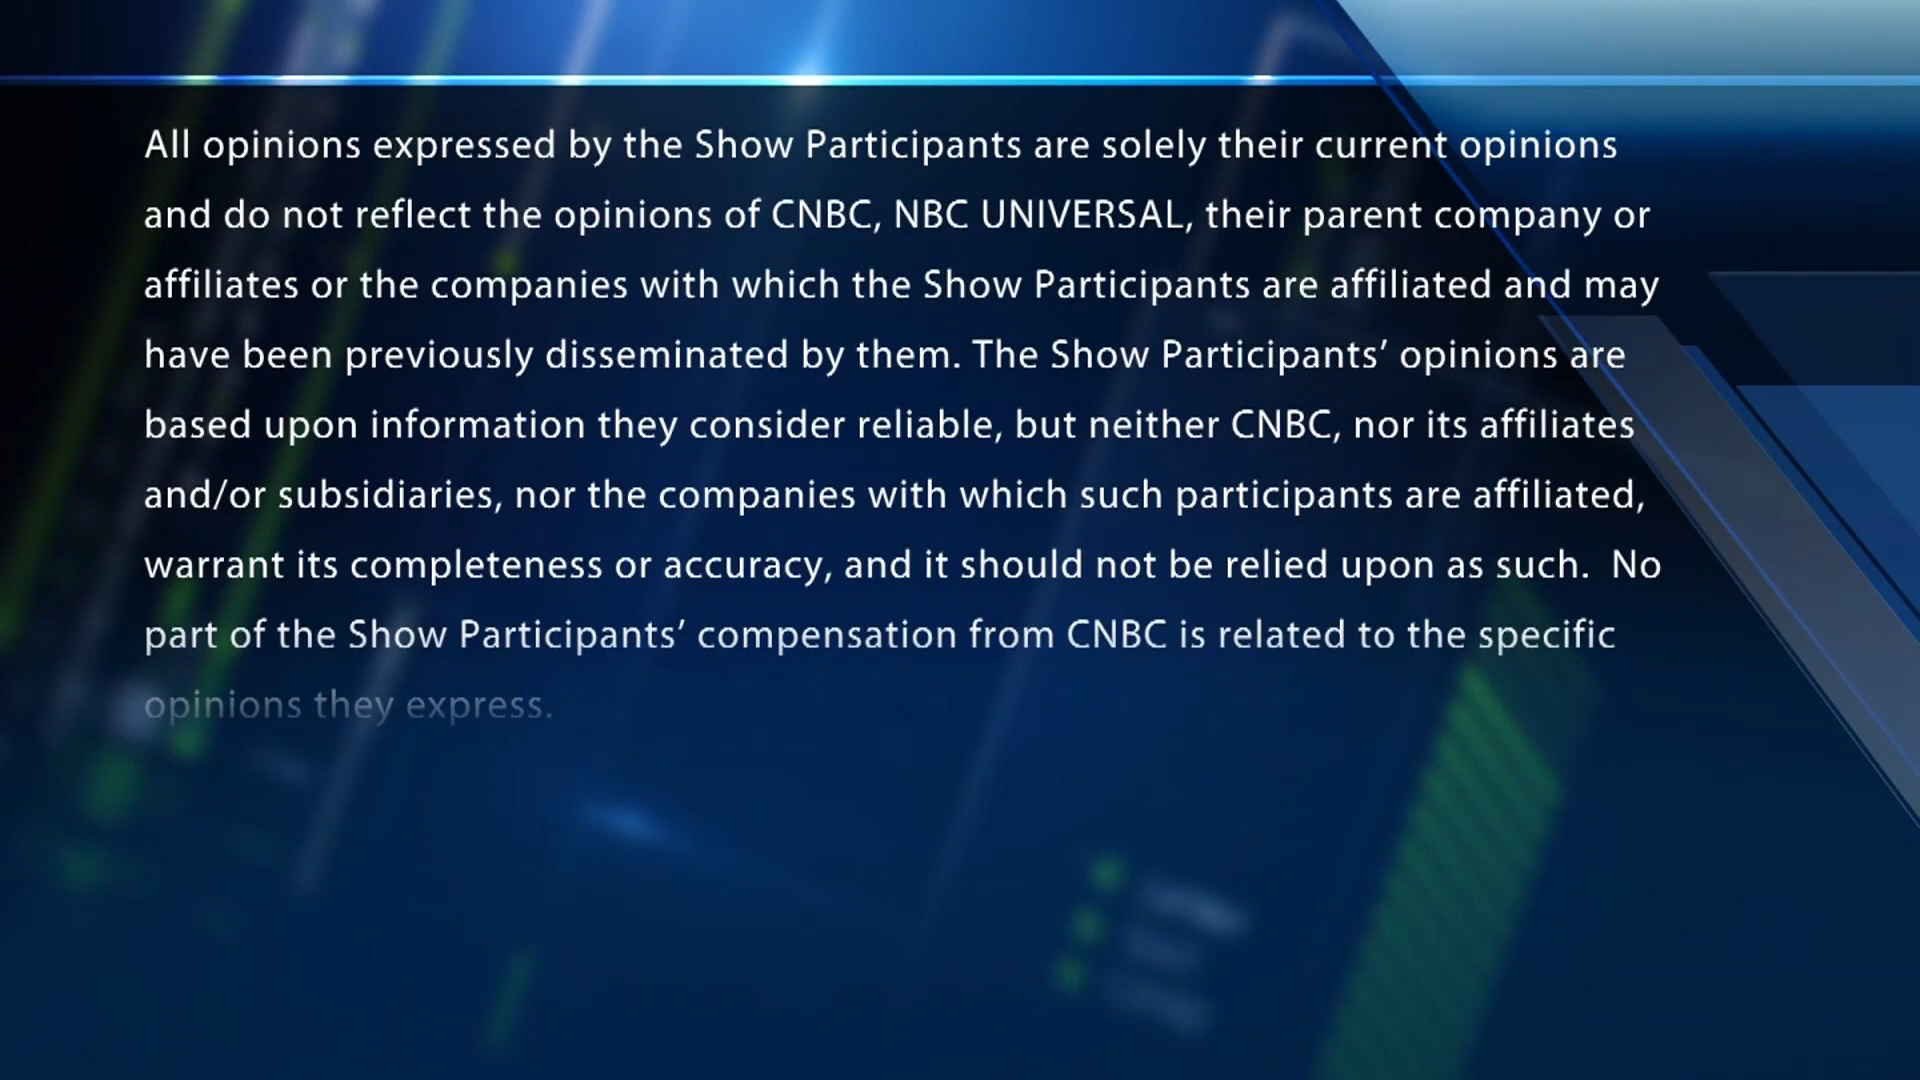 All opinions expressed by the Show Participants are solely their current opinions
and do not reflect the opinions of CNBC, NBC UNIVERSAL, their parent company or
affiliates or the companies with which the Show Participants are affiliated and may
have been previously disseminated by them. The Show Participants’ opinions are
based upon information they consider reliable, but neither CNBC, nor its affiliates
and/or subsidiaries, nor the companies with which such participants are affiliated,
warrant its completeness or accuracy, and it should not be relied upon as such.  No
part of the Show Participants’ compensation from CNBC is related to the specific
opinions they express.